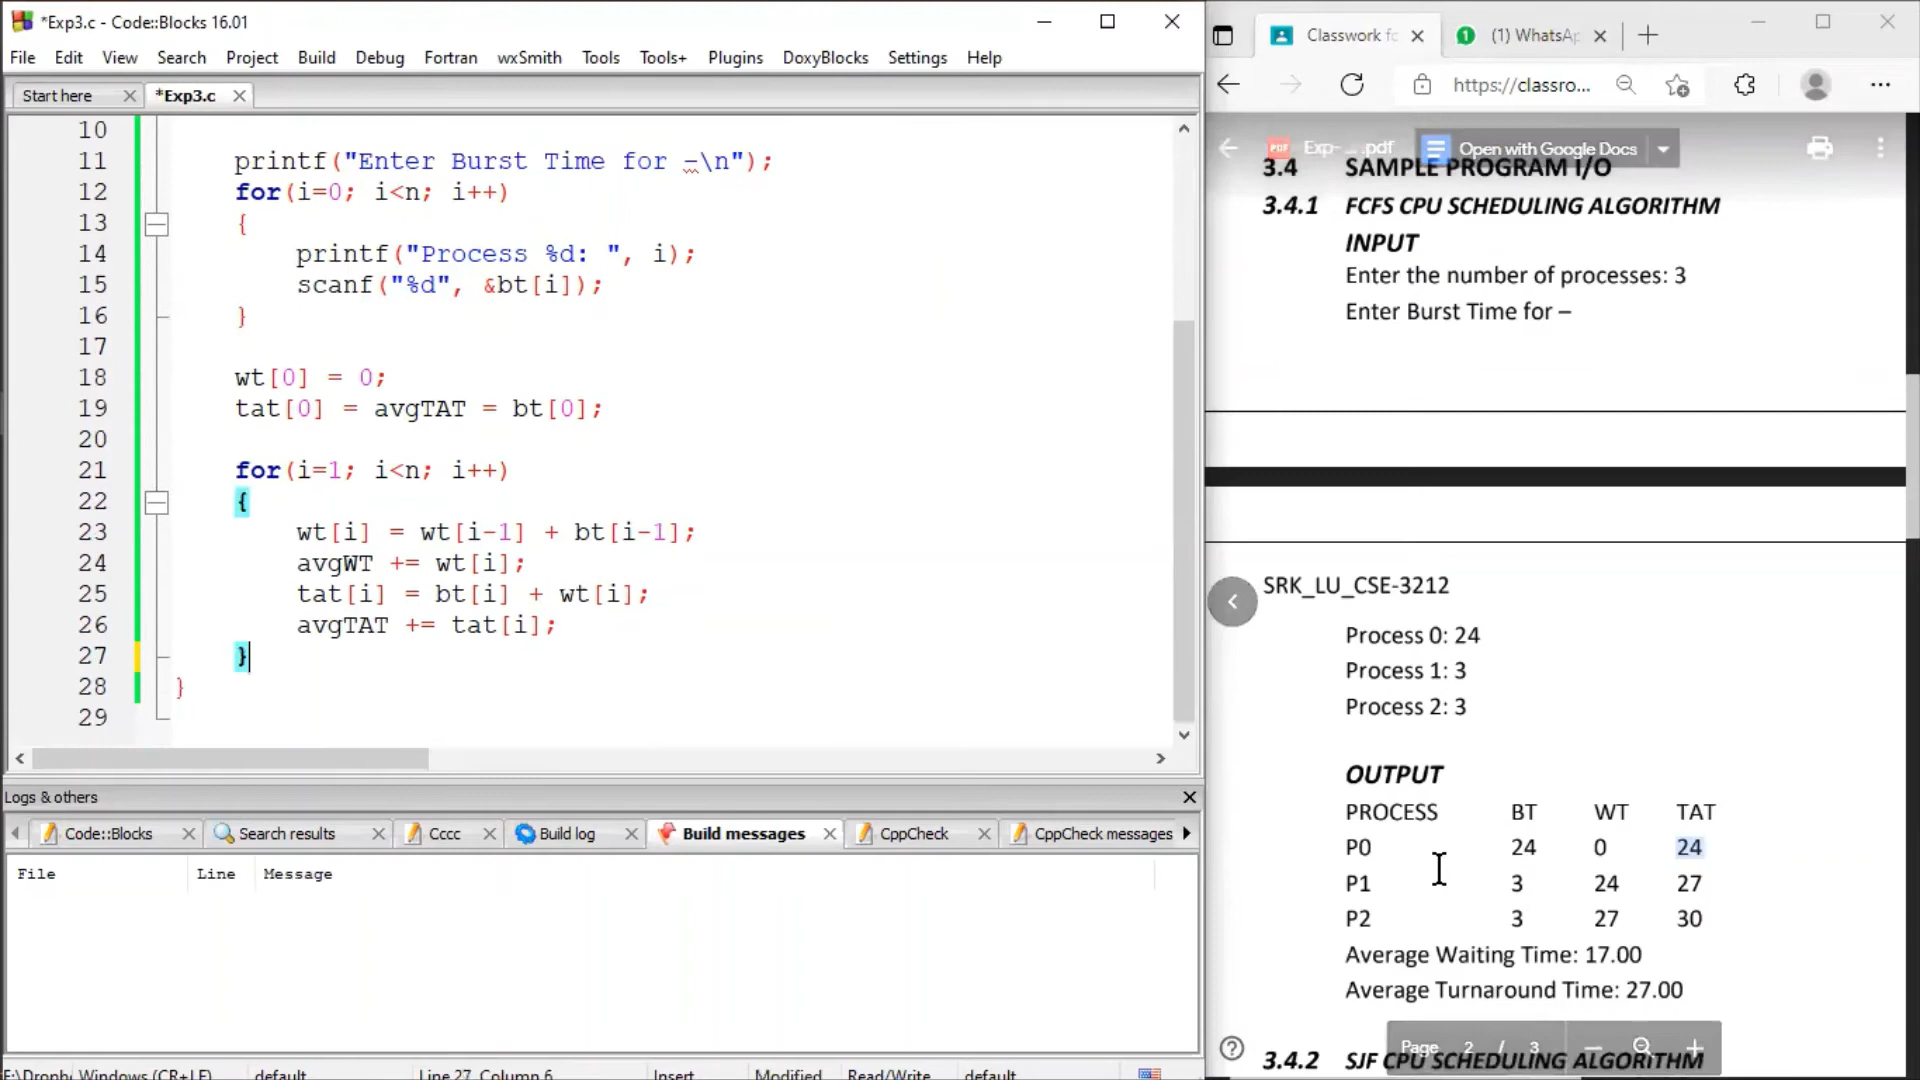 *Exp3.c - Code::Blocks 16.01
File Edit View Search Project Build Debug Fortran wxSmith Tools Tools+ Plugins DoxyBlocks Settings Help
Start here *Exp3.c
10
11 printf("Enter Burst Time for –\n");
12 for(i=0; i<n; i++)
13 {
14 printf("Process %d: ", i);
15 scanf("%d", &bt[i]);
16 }
17
18 wt[0] = 0;
19 tat[0] = avgTAT = bt[0];
20
21 for(i=1; i<n; i++)
22 {
23 wt[i] = wt[i-1] + bt[i-1];
24 avgWT += wt[i];
25 tat[i] = bt[i] + wt[i];
26 avgTAT += tat[i];
27 }
28 }
29
Logs & others
Code::Blocks Search results Cccc Build log Build messages CppCheck CppCheck messages
File Line Message
Windows (CR+LF) default Line 27, Column 6 Insert Modified Read/Write default
Classwork fo (1) WhatsAp
https://classro...
PDF Exp- ... .pdf Open with Google Docs
3.4 SAMPLE PROGRAM I/O
3.4.1 FCFS CPU SCHEDULING ALGORITHM
INPUT
Enter the number of processes: 3
Enter Burst Time for –
SRK_LU_CSE-3212
Process 0: 24
Process 1: 3
Process 2: 3
OUTPUT
PROCESS BT WT TAT
P0 24 0 24
P1 3 24 27
P2 3 27 30
Average Waiting Time: 17.00
Average Turnaround Time: 27.00
Page 2 / 3
3.4.2 SJF CPU SCHEDULING ALGORITHM